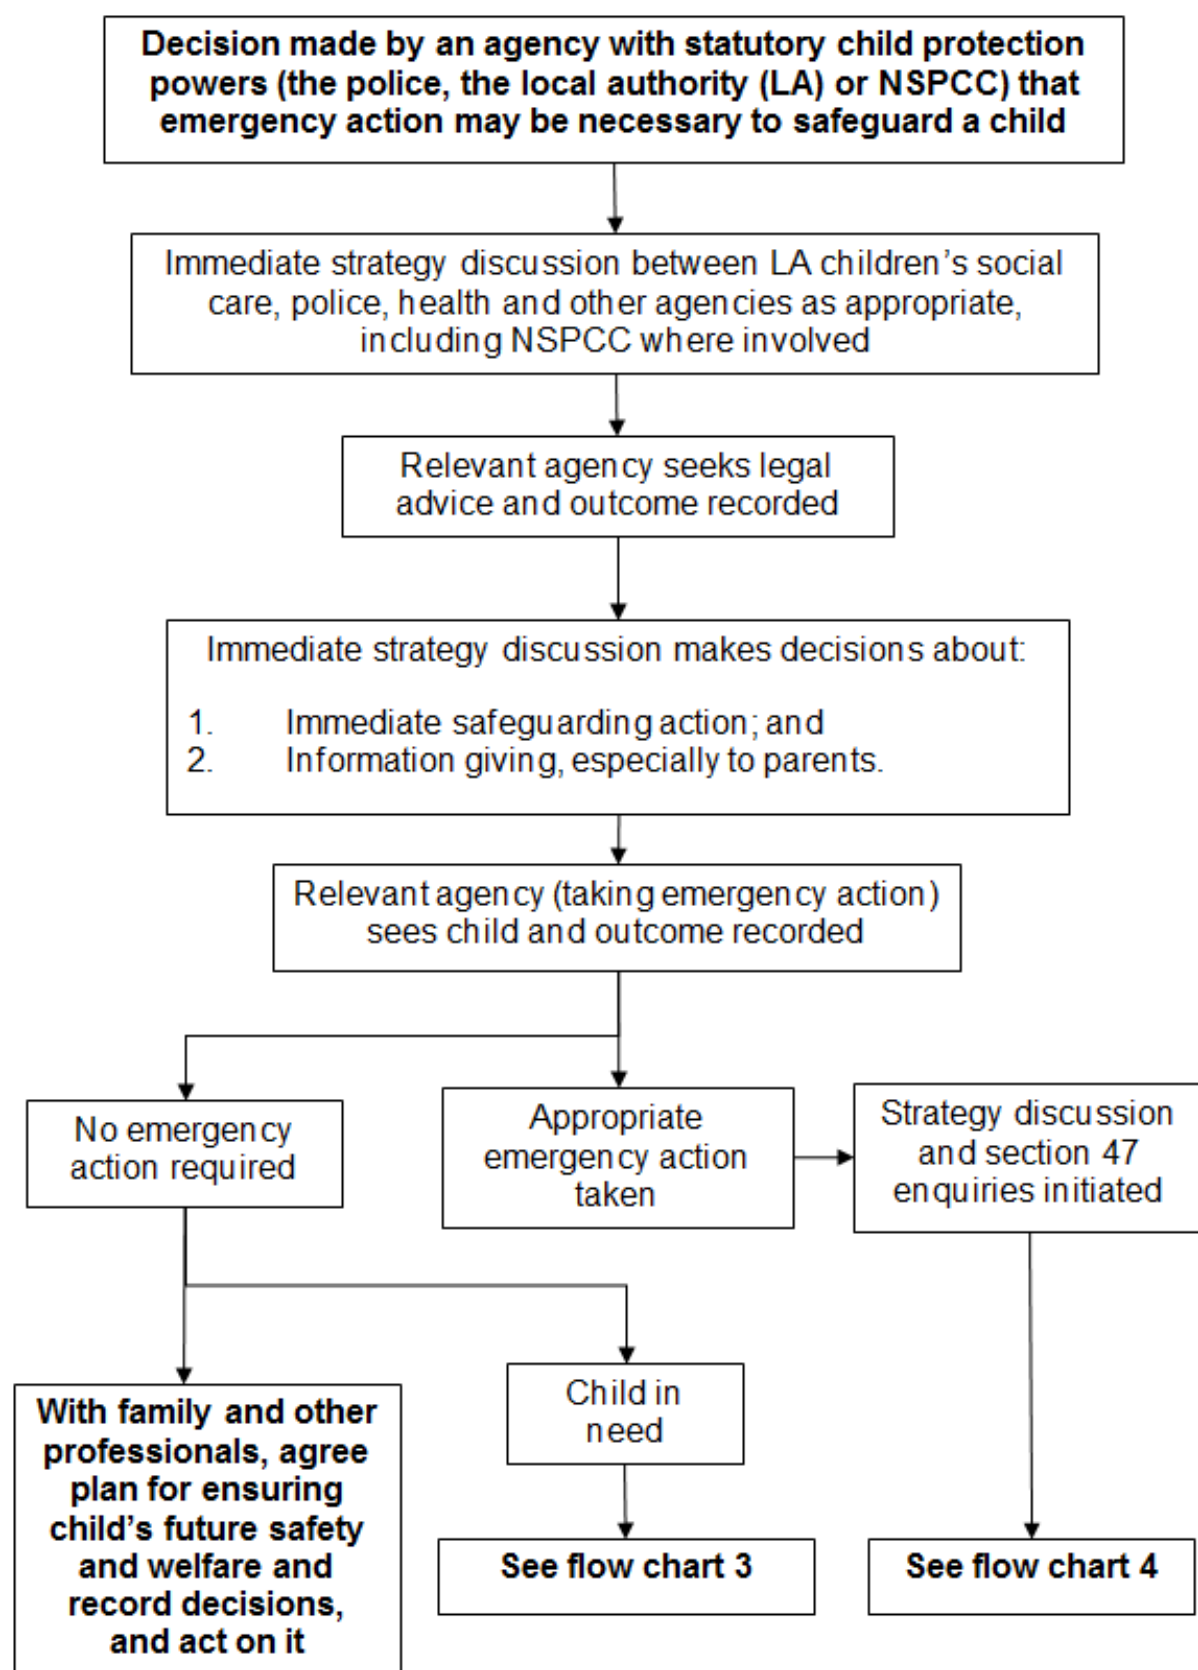 Decision made by an agency with statutory child protection
powers (the police, the local authority (LA) or NSPCC) that
emergency action may be necessary to safeguard a child
Immediate strategy discussion between LA children's social
care, police, health and other agencies as appropriate,
including NSPCC where involved
Relevant agency seeks legal
advice and outcome recorded
Immediate strategy discussion makes decisions about:
1. Immediate safeguarding action; and
2. Information giving, especially to parents.
Relevant agency (taking emergency action)
sees child and outcome recorded
No emergency
action required
Appropriate
emergency action
taken
Strategy discussion
and section 47
enquiries initiated
With family and other
professionals, agree
plan for ensuring
child's future safety
and welfare and
record decisions,
and act on it
Child in
need
See flow chart 3
See flow chart 4